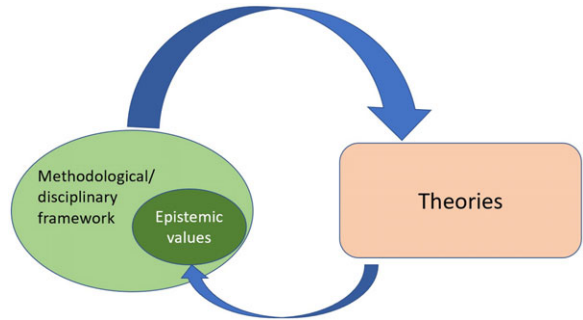 Methodological/
disciplinary
framework
Epistemic
values
Theories